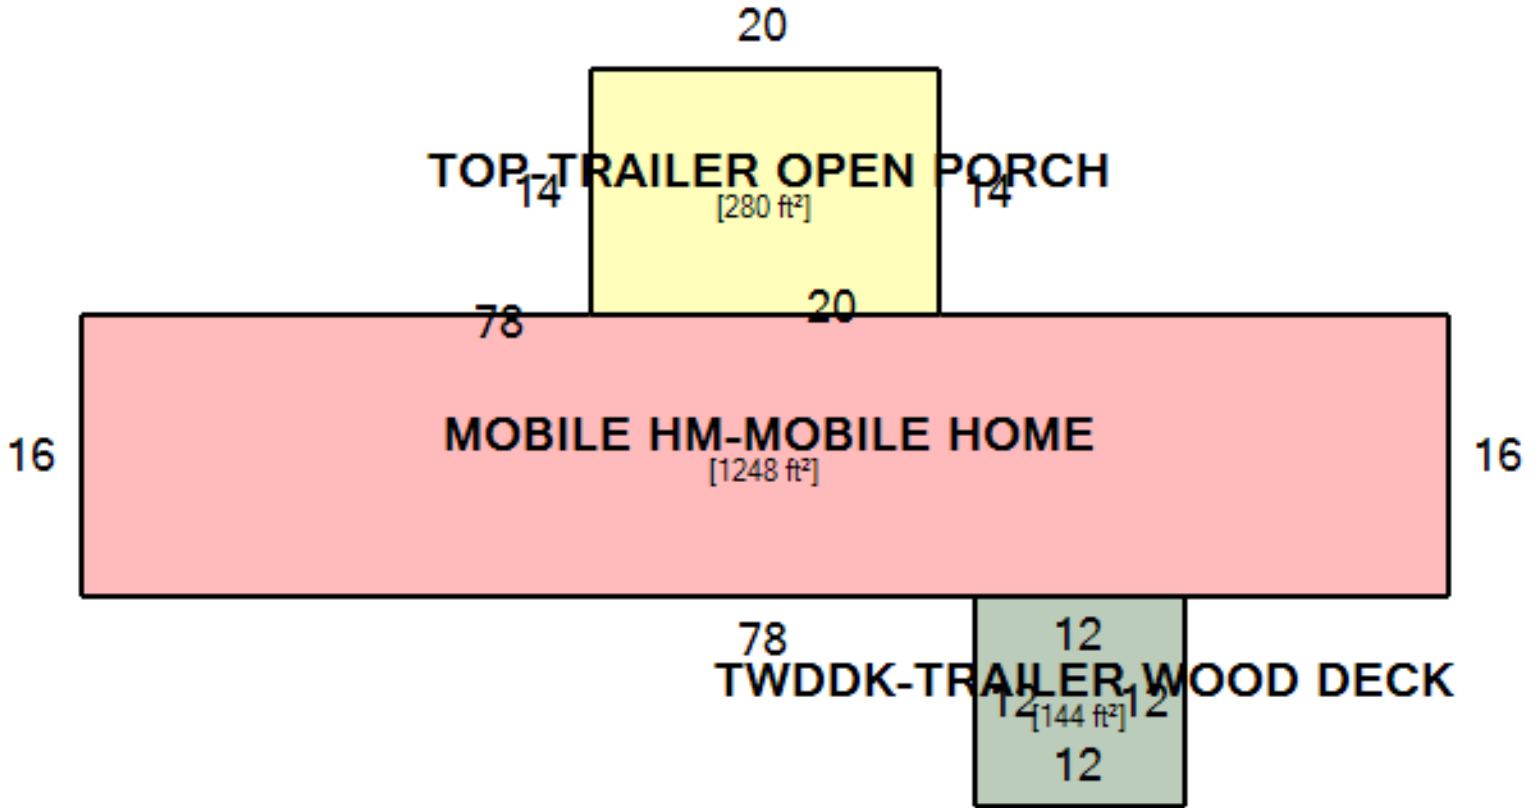 20
TOP-TRAILER OPEN PORCH
14
14
[280 ft²]
20
78
MOBILE HM-MOBILE HOME
16
16
[1248 ft²]
12
78
TWDDK-TRAILER WOOD DECK
12
12
[144 ft²]
12